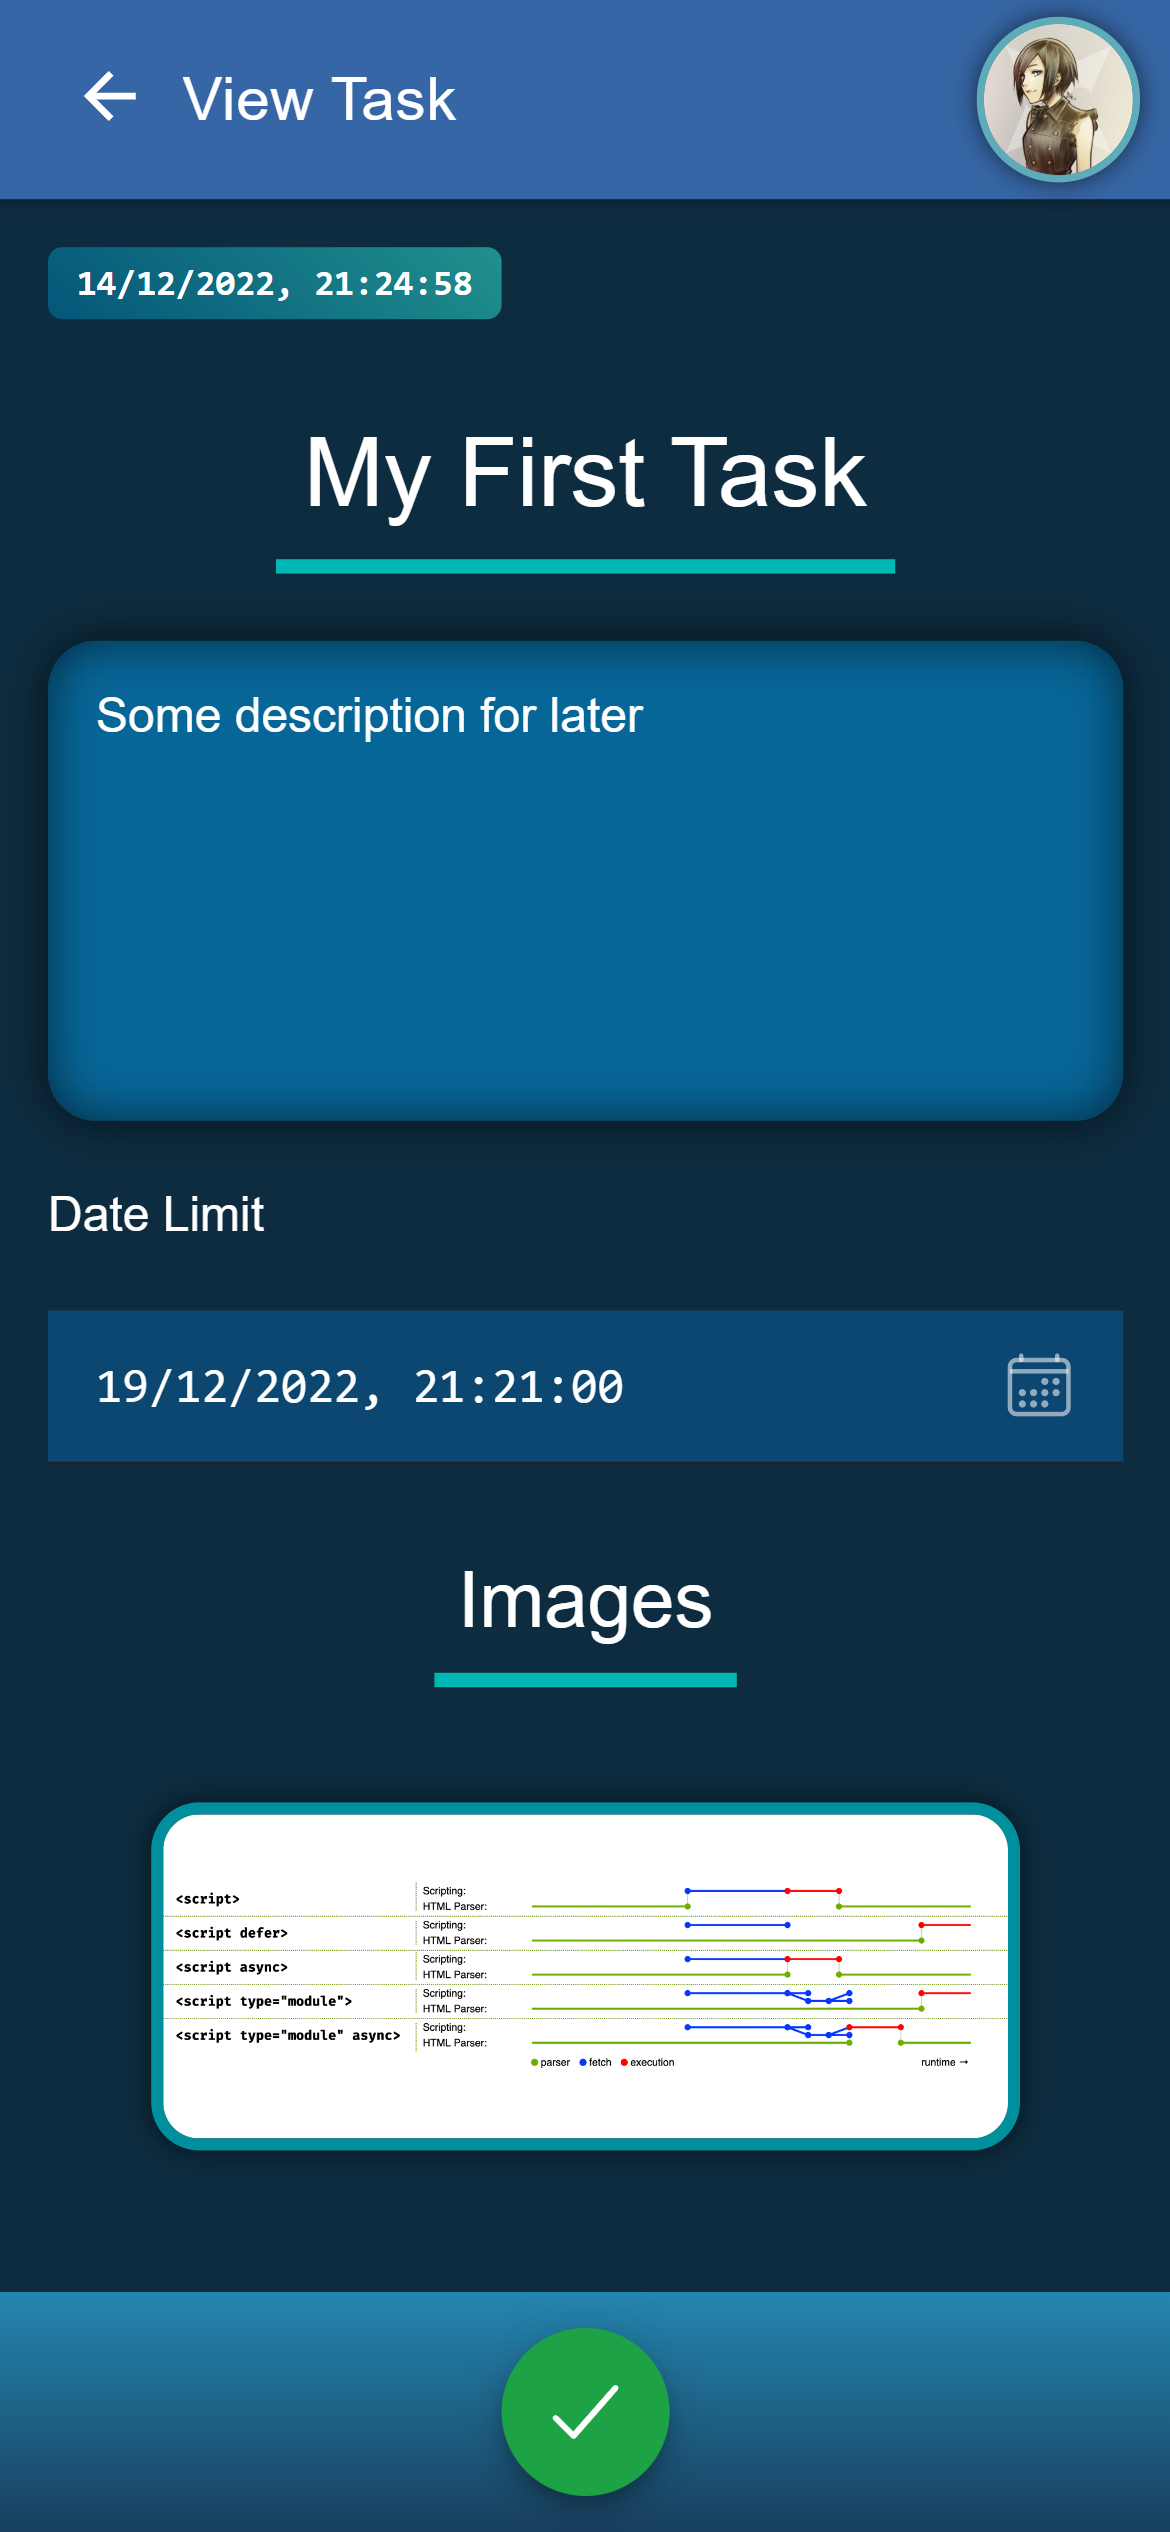 View Task
14/12/2022, 21:24:58
My First Task
Some description for later
Date Limit
19/12/2022, 21:21:00
Images
<script>
Scripting:
HTML Parser:
<script defer>
Scripting:
HTML Parser:
<script async>
Scripting:
HTML Parser:
<script type="module">
Scripting:
HTML Parser:
<script type="module" async>
Scripting:
HTML Parser:
parser fetch execution runtime →